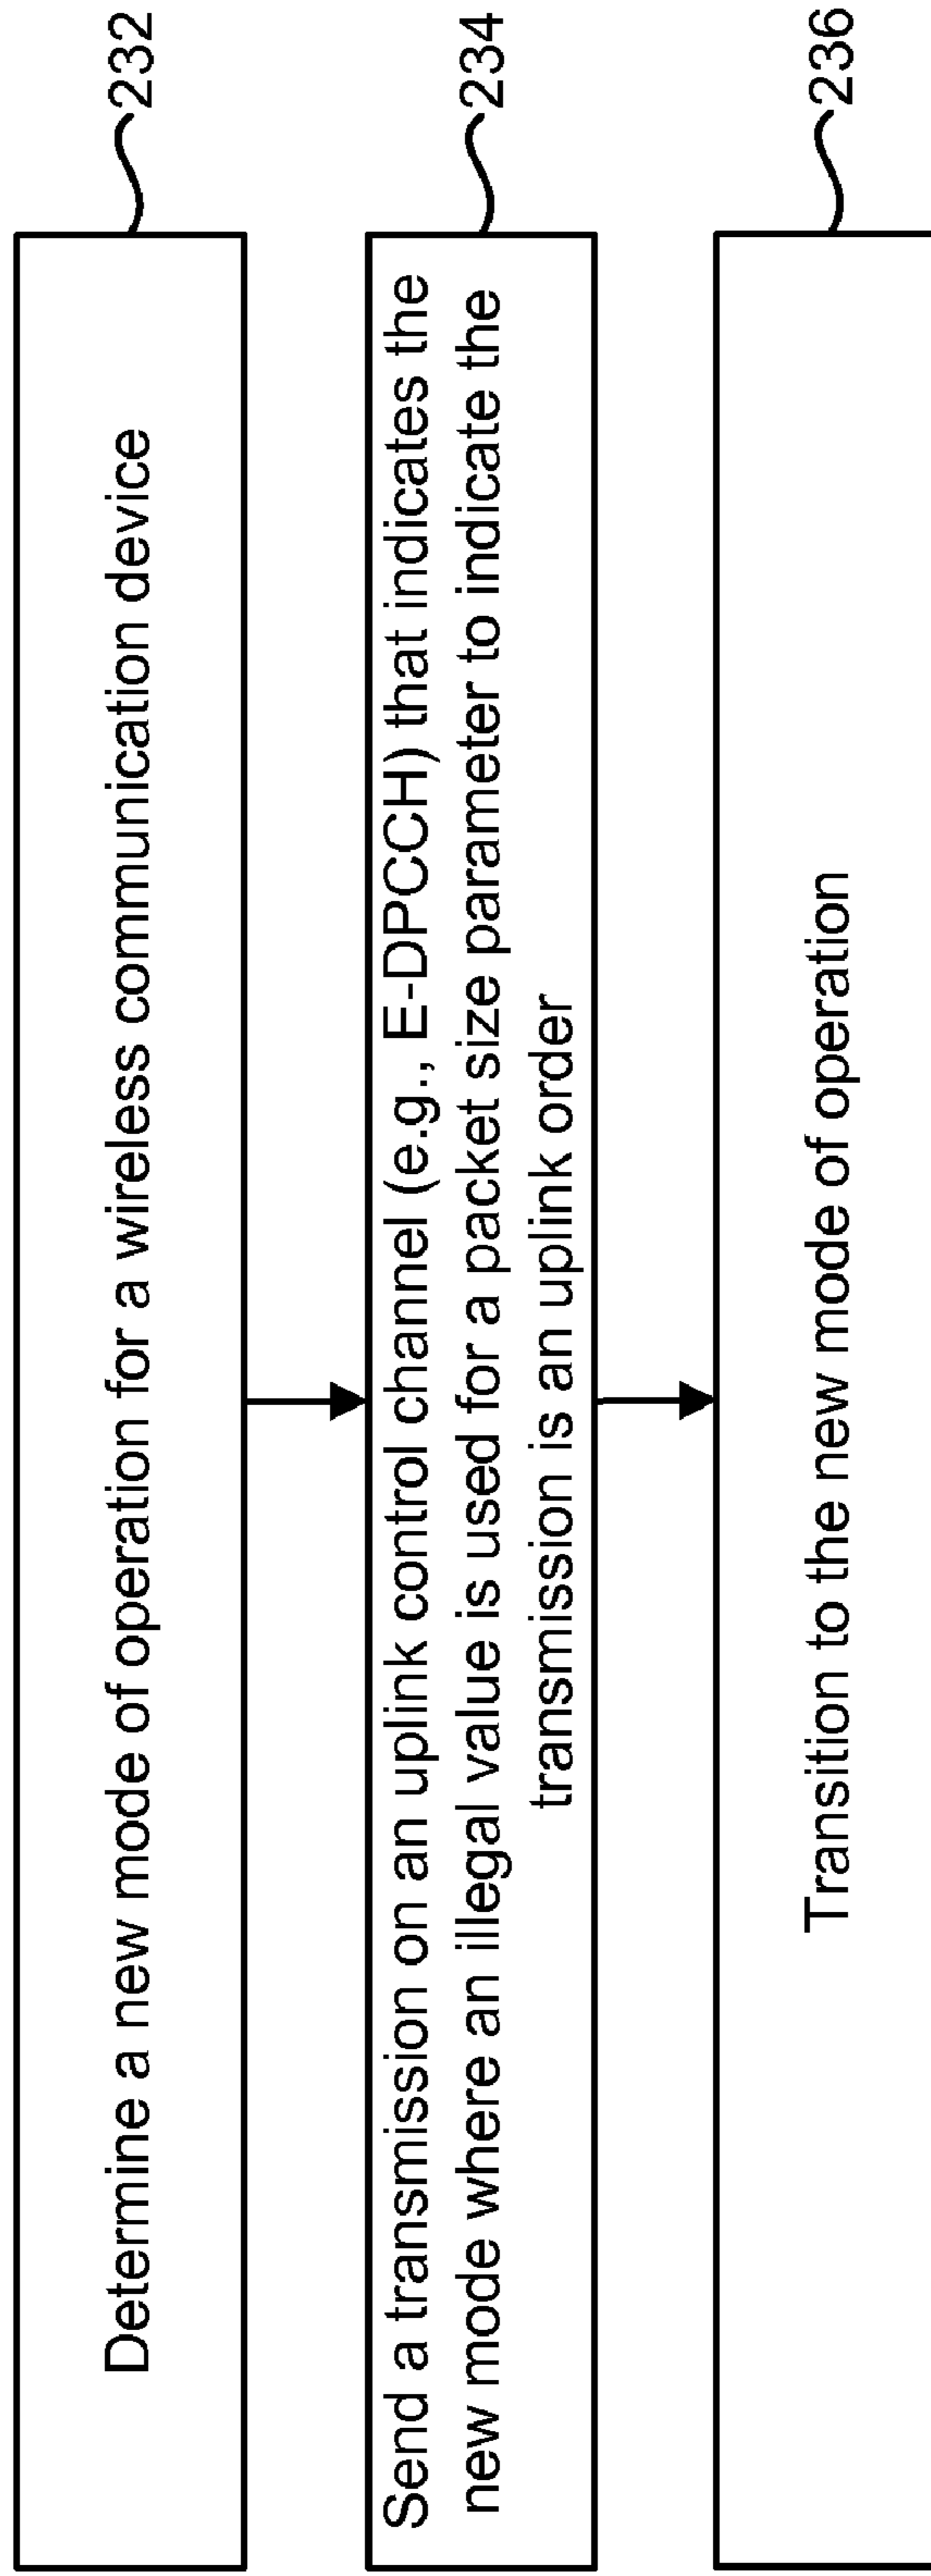 Determine a new mode of operation for a wireless communication device
232
Send a transmission on an uplink control channel (e.g., E-DPCCH) that indicates the
new mode where an illegal value is used for a packet size parameter to indicate the
transmission is an uplink order
234
Transition to the new mode of operation
236